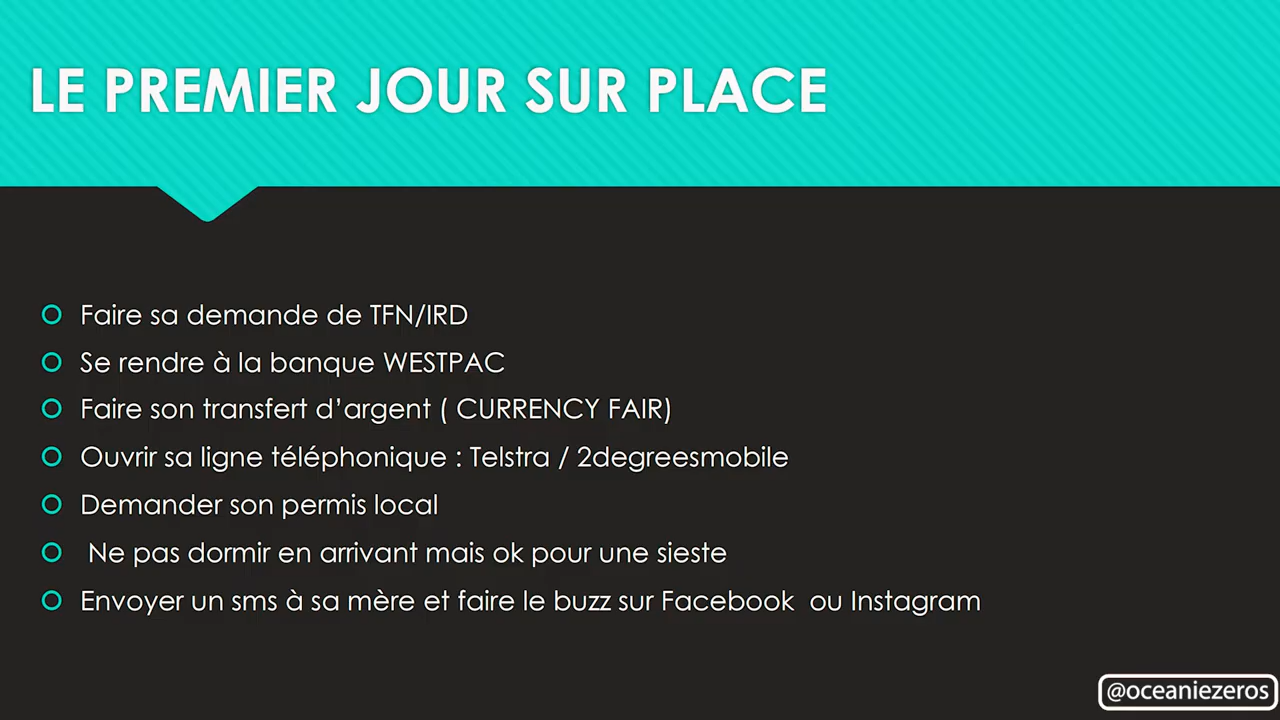 LE PREMIER JOUR SUR PLACE
Faire sa demande de TFN/IRD
Se rendre à la banque WESTPAC
Faire son transfert d’argent ( CURRENCY FAIR)
Ouvrir sa ligne téléphonique : Telstra / 2degreesmobile
Demander son permis local
Ne pas dormir en arrivant mais ok pour une sieste
Envoyer un sms à sa mère et faire le buzz sur Facebook  ou Instagram
@oceaniezeros